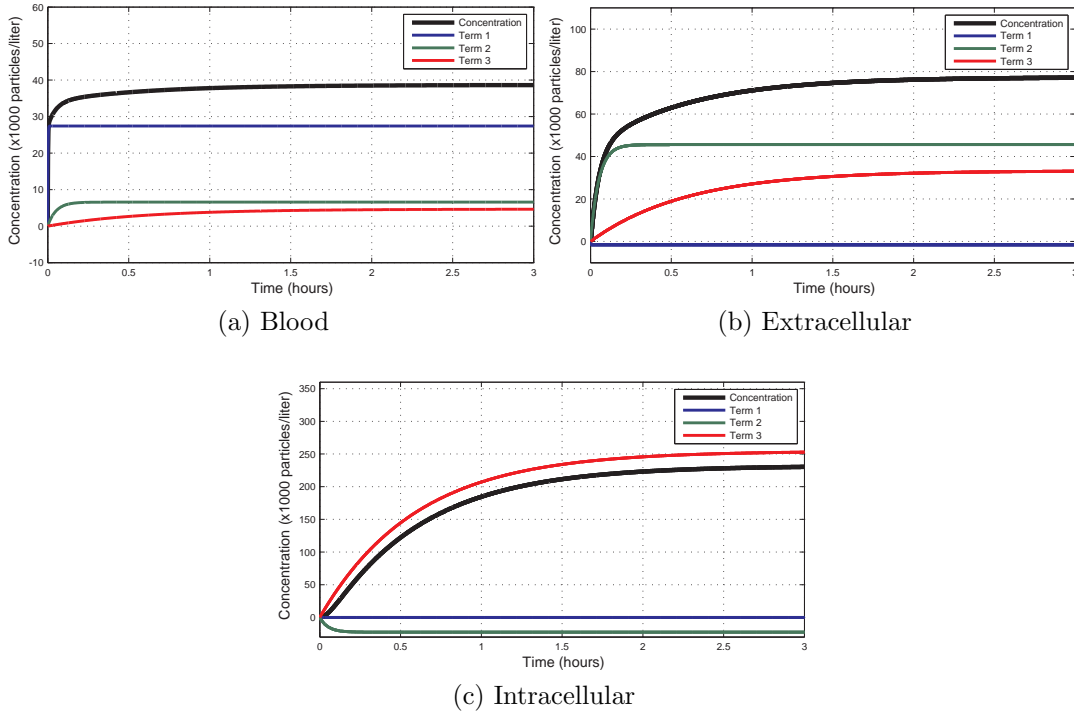 60
50
40
30
20
10
0
-10
0
0.5
1
1.5
2
2.5
3
Concentration (x1000 particles/liter)
Time (hours)
Concentration
Term 1
Term 2
Term 3
(a) Blood
100
80
60
40
20
0
0
0.5
1
1.5
2
2.5
3
Concentration (x1000 particles/liter)
Time (hours)
Concentration
Term 1
Term 2
Term 3
(b) Extracellular
350
300
250
200
150
100
50
0
0
0.5
1
1.5
2
2.5
3
Concentration (x1000 particles/liter)
Time (hours)
Concentration
Term 1
Term 2
Term 3
(c) Intracellular